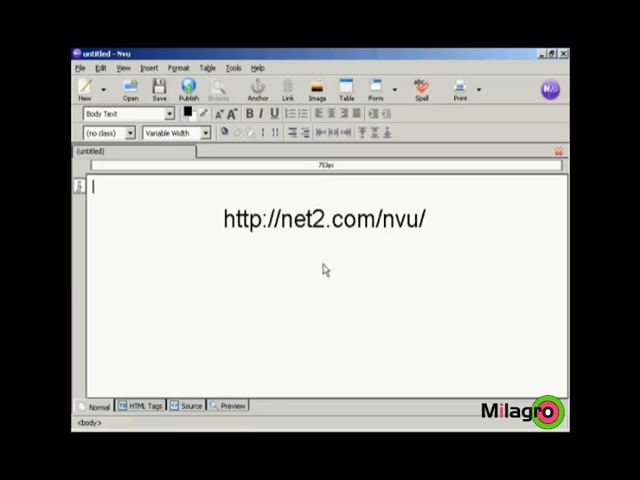 untitled - Nvu
File Edit View Insert Format Table Tools Help
New Open Save Publish Browse Anchor Link Image Table Form Spell Print
Nvu
Body Text
B I U
(no class) Variable Width
(untitled)
753px
http://net2.com/nvu/
Normal HTML Tags Source Preview
Milagro
<body>